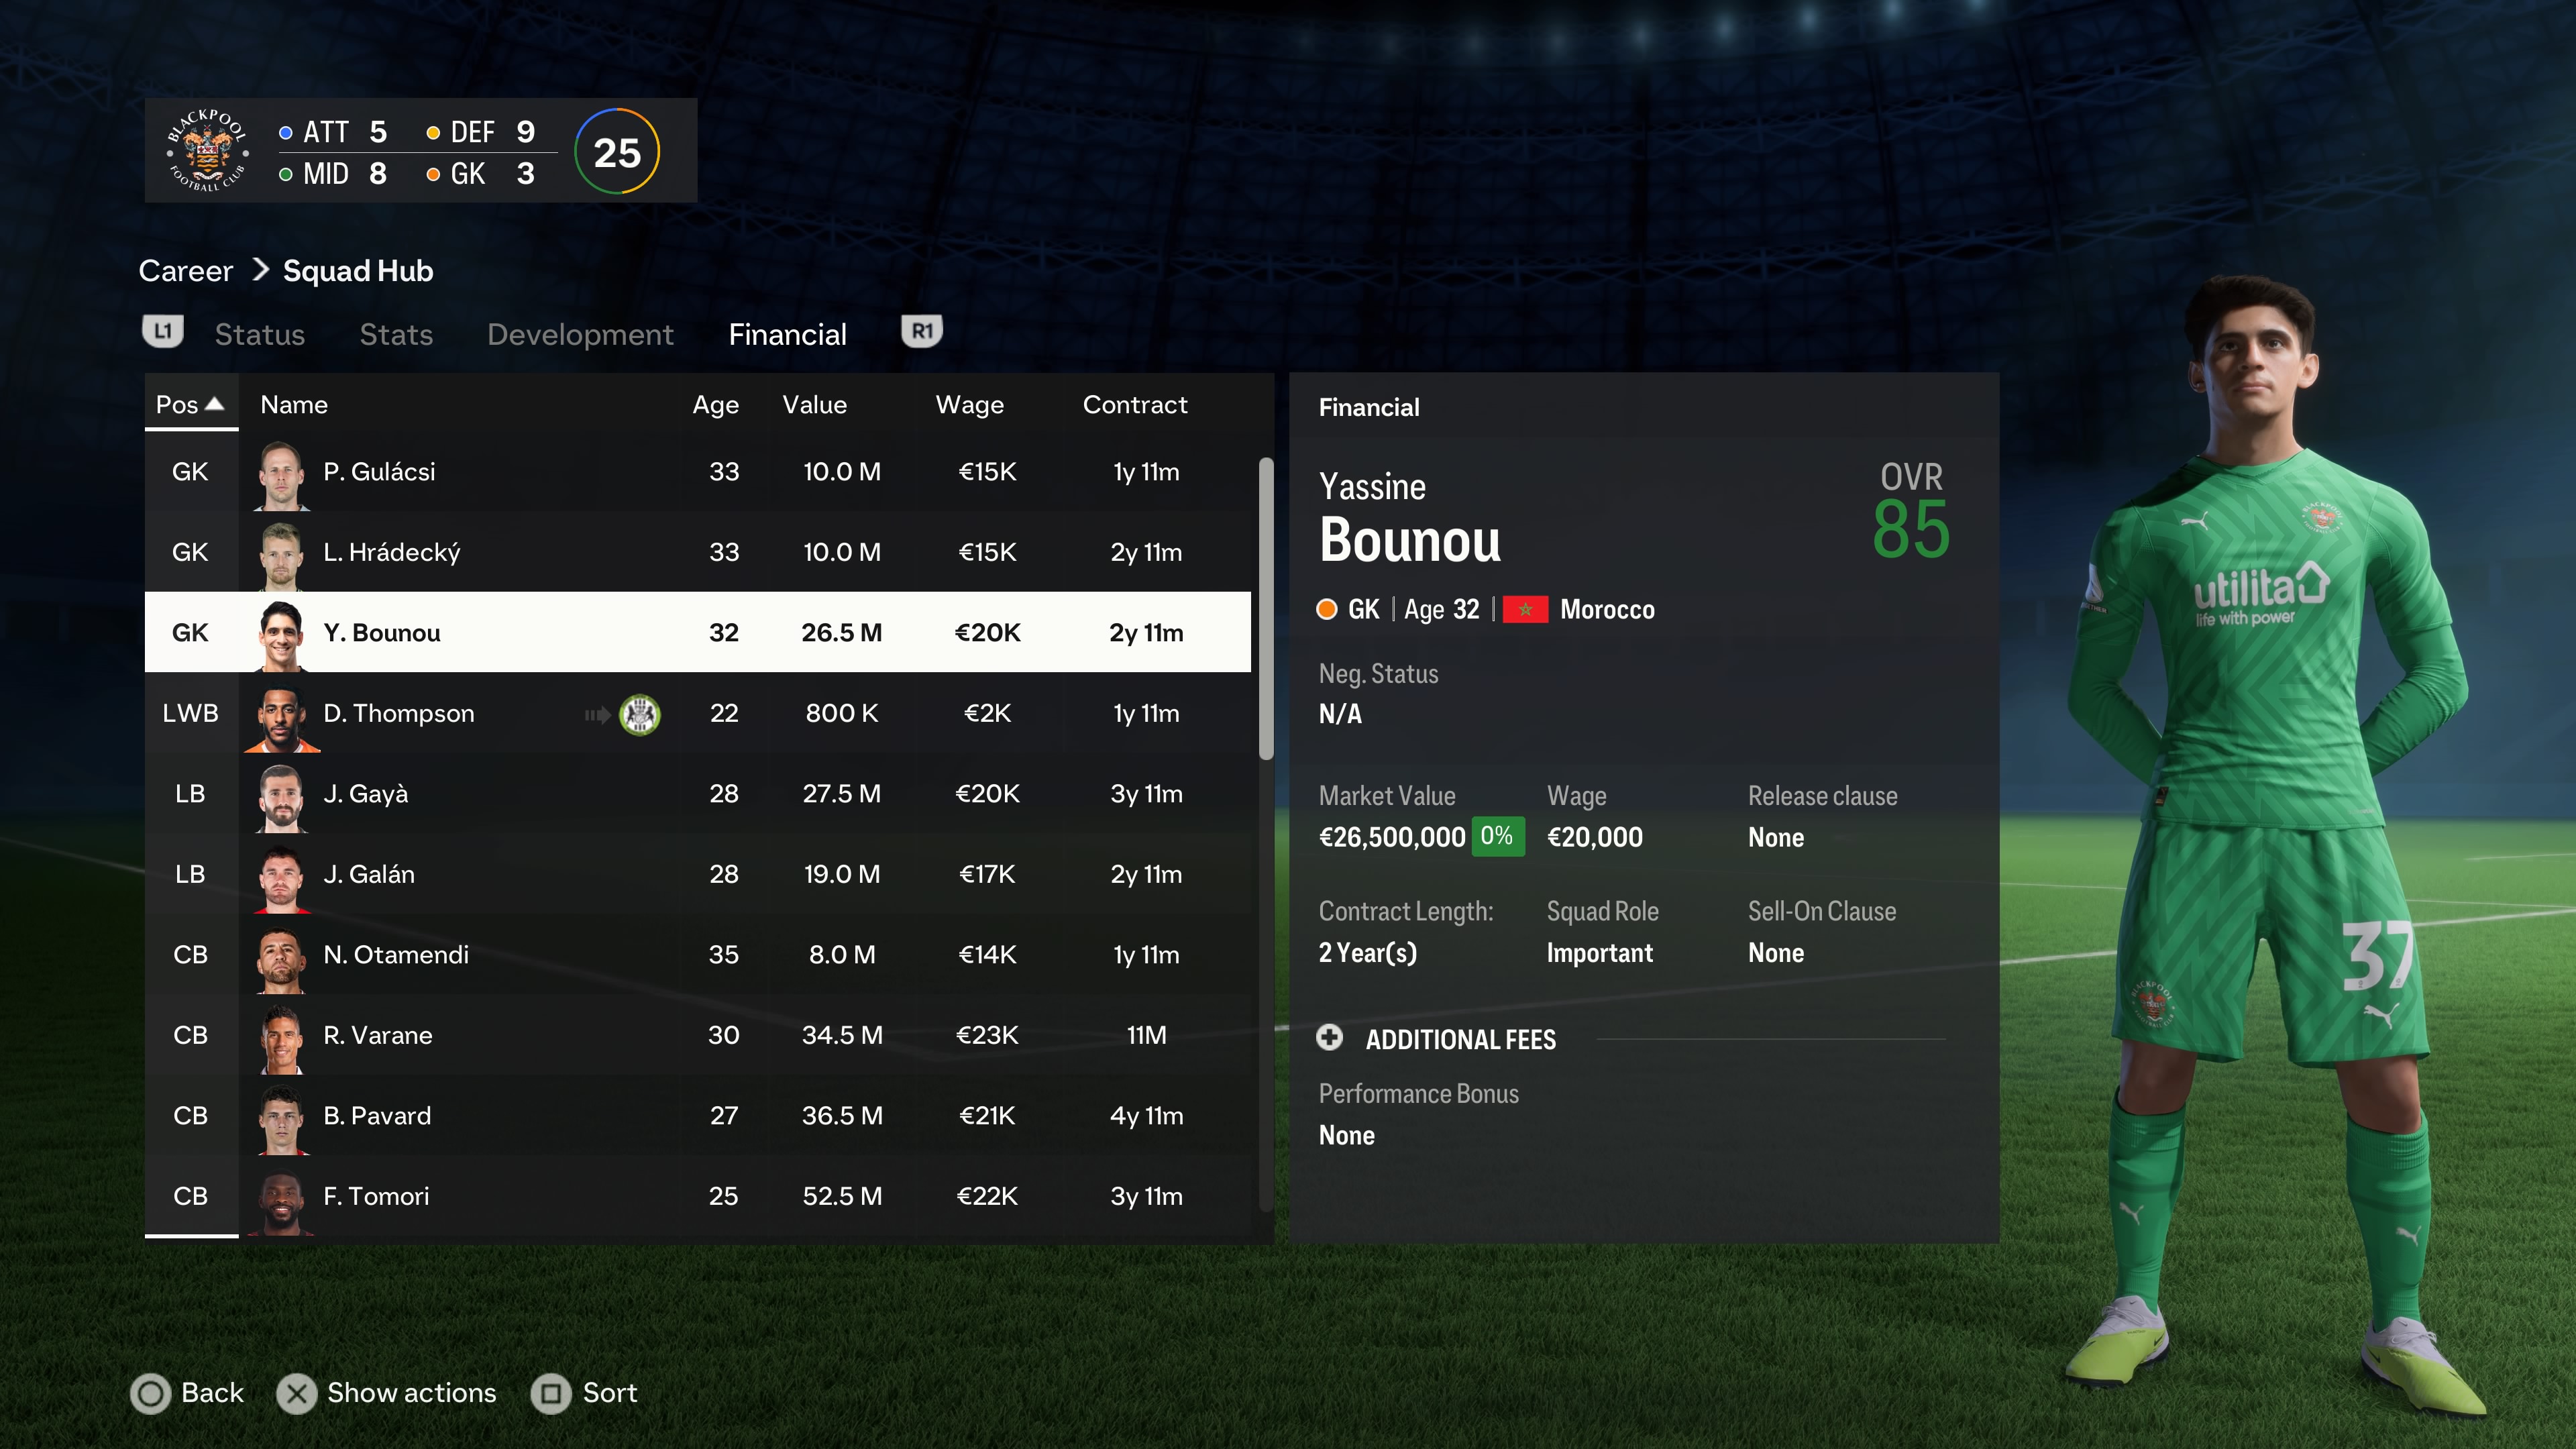 BLACKPOOL
FOOTBALL CLUB
ATT 5 DEF 9
MID 8 GK 3
25
Career > Squad Hub
L1 Status Stats Development Financial R1
Pos Name Age Value Wage Contract
GK P. Gulácsi 33 10.0 M €15K 1y 11m
GK L. Hrádecký 33 10.0 M €15K 2y 11m
GK Y. Bounou 32 26.5 M €20K 2y 11m
LWB D. Thompson 22 800 K €2K 1y 11m
LB J. Gayà 28 27.5 M €20K 3y 11m
LB J. Galán 28 19.0 M €17K 2y 11m
CB N. Otamendi 35 8.0 M €14K 1y 11m
CB R. Varane 30 34.5 M €23K 11M
CB B. Pavard 27 36.5 M €21K 4y 11m
CB F. Tomori 25 52.5 M €22K 3y 11m
Financial
Yassine
Bounou
OVR
85
GK | Age 32 | Morocco
Neg. Status
N/A
Market Value Wage Release clause
€26,500,000 0% €20,000 None
Contract Length: Squad Role Sell-On Clause
2 Year(s) Important None
ADDITIONAL FEES
Performance Bonus
None
utilita
life with power
37
BLACKPOOL
Back Show actions Sort